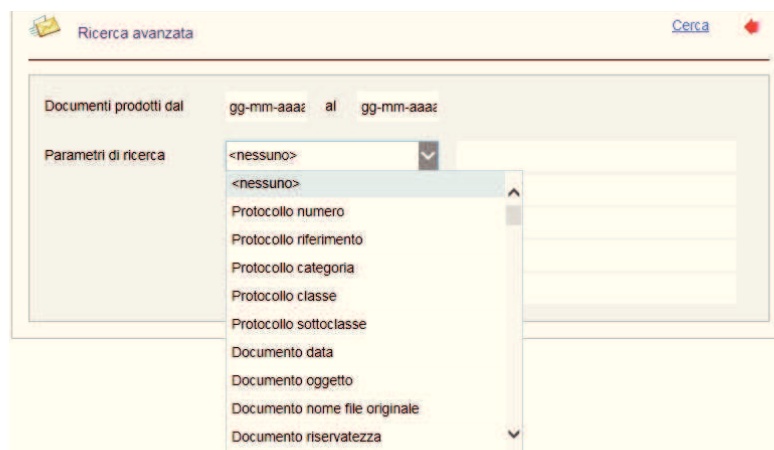 Ricerca avanzata
Cerca
Documenti prodotti dal gg-mm-aaaa al gg-mm-aaaa
Parametri di ricerca <nessuno>
<nessuno>
Protocollo numero
Protocollo riferimento
Protocollo categoria
Protocollo classe
Protocollo sottoclasse
Documento data
Documento oggetto
Documento nome file originale
Documento riservatezza